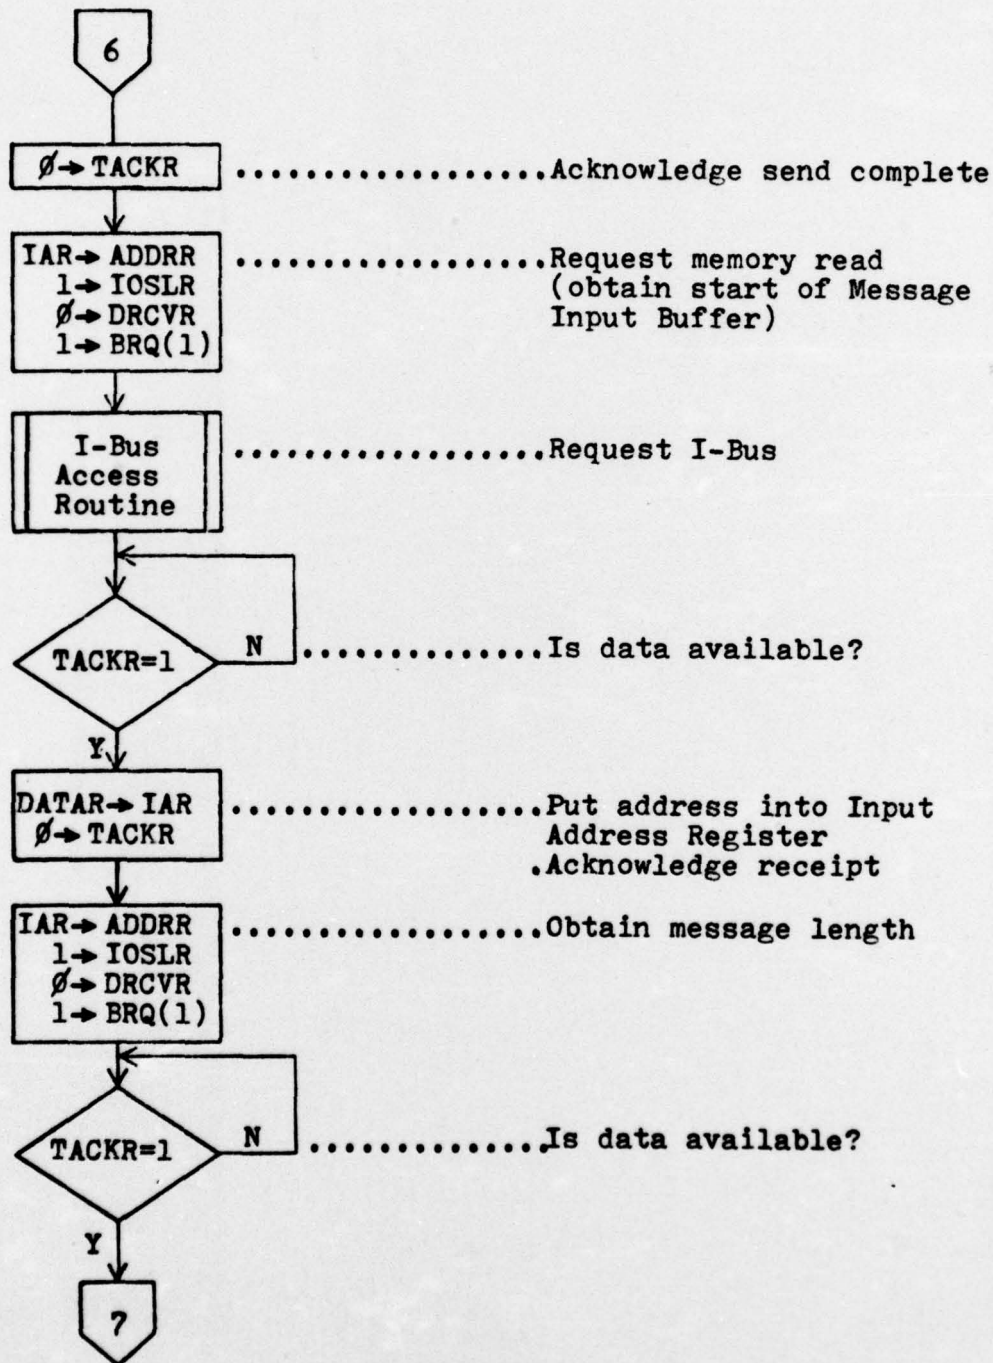 6
Ø→ TACKR ..................Acknowledge send complete
IAR→ ADDRR ..................Request memory read
1→ IOSLR (obtain start of Message
Ø→ DRCVR Input Buffer)
1→ BRQ(1)
I-Bus ..................Request I-Bus
Access
Routine
TACKR=1 N ..............Is data available?
Y
DATAR→ IAR ..................Put address into Input
Ø→ TACKR Address Register
.Acknowledge receipt
IAR→ ADDRR ..................Obtain message length
1→ IOSLR
Ø→ DRCVR
1→ BRQ(1)
TACKR=1 N ..............Is data available?
Y
7